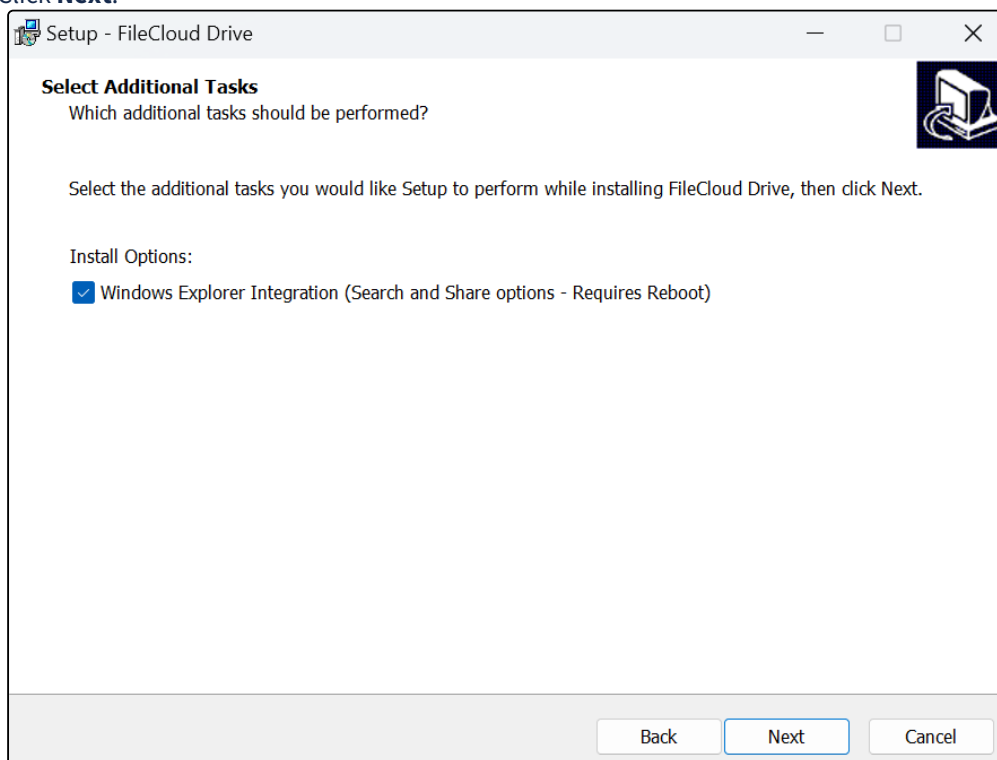 Click Next.
Setup - FileCloud Drive
Select Additional Tasks
Which additional tasks should be performed?
Select the additional tasks you would like Setup to perform while installing FileCloud Drive, then click Next.
Install Options:
Windows Explorer Integration (Search and Share options - Requires Reboot)
Back Next Cancel